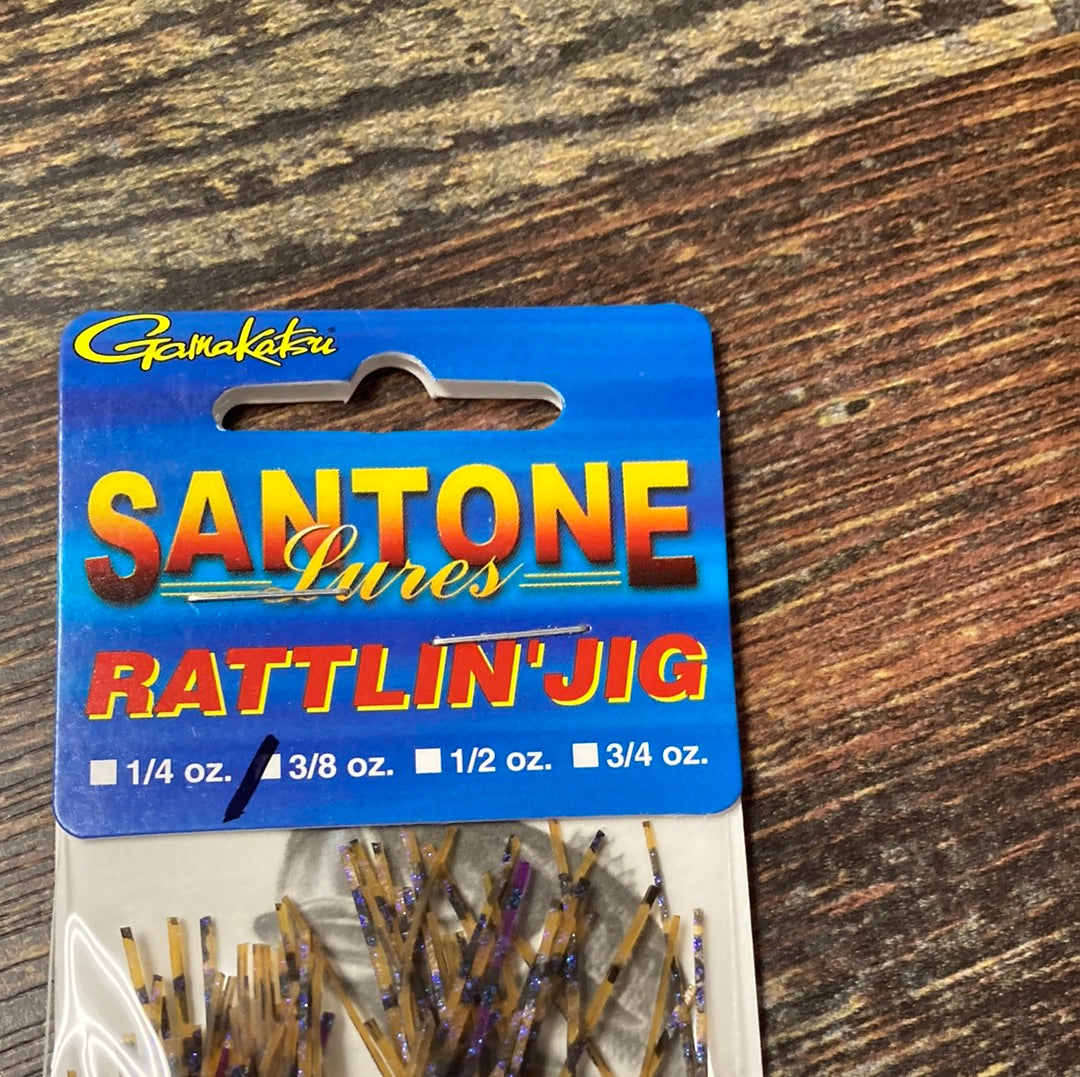 Gamakatsu
SANTONE
Lures
RATTLIN' JIG
1/4 oz. 3/8 oz. 1/2 oz. 3/4 oz.